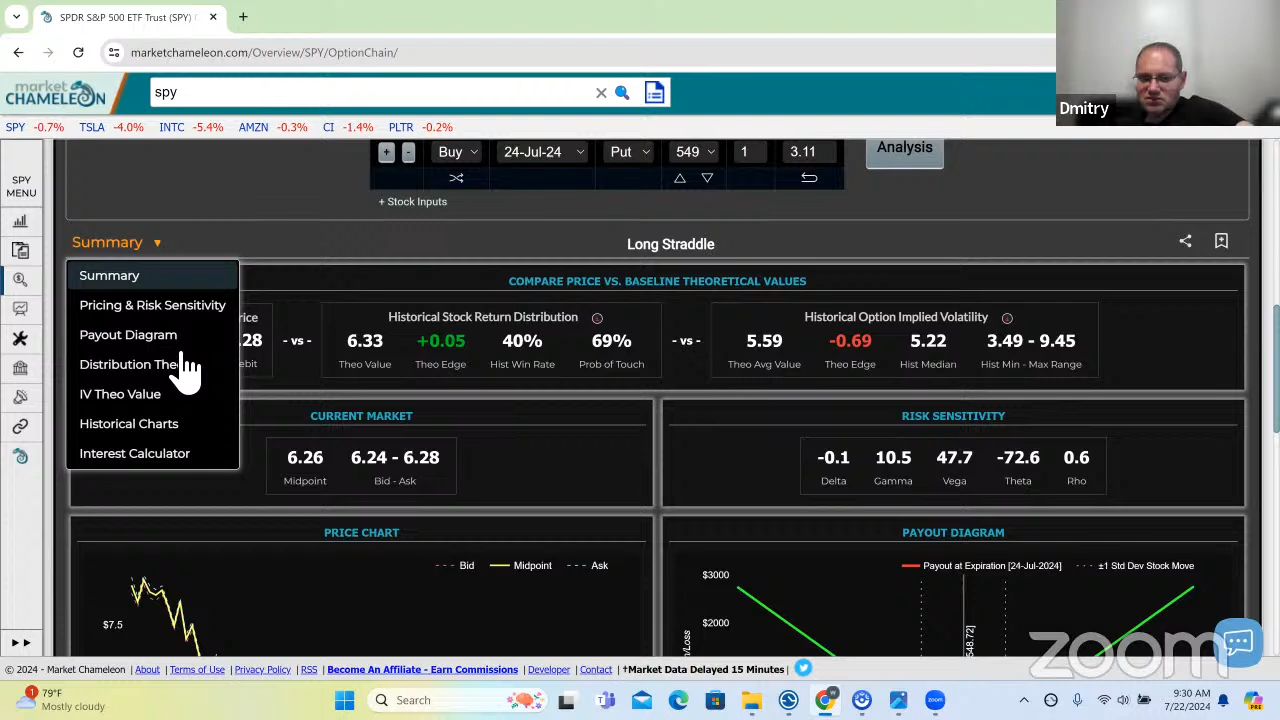 SPDR S&P 500 ETF Trust (SPY) (
marketchameleon.com/Overview/SPY/OptionChain/
Dmitry
market
CHAMELEON
spy
SPY -0.7% TSLA -4.0% INTC -5.4% AMZN -0.3% CI -1.4% PLTR -0.2%
SPY
MENU
+ - Buy 24-Jul-24 Put 549 1 3.11 Analysis
+ Stock Inputs
Summary ▼ Long Straddle
Summary
Pricing & Risk Sensitivity
Payout Diagram
Distribution Theo
IV Theo Value
Historical Charts
Interest Calculator
COMPARE PRICE VS. BASELINE THEORETICAL VALUES
rice
.28
ebit
- vs -
Historical Stock Return Distribution
6.33 +0.05 40% 69%
Theo Value Theo Edge Hist Win Rate Prob of Touch
- vs -
Historical Option Implied Volatility
5.59 -0.69 5.22 3.49 - 9.45
Theo Avg Value Theo Edge Hist Median Hist Min - Max Range
CURRENT MARKET
6.26 6.24 - 6.28
Midpoint Bid - Ask
RISK SENSITIVITY
-0.1 10.5 47.7 -72.6 0.6
Delta Gamma Vega Theta Rho
PRICE CHART
Bid Midpoint Ask
$7.5
PAYOUT DIAGRAM
Payout at Expiration [24-Jul-2024] ±1 Std Dev Stock Move
$3000
$2000
n/Loss
548.72]
zoom
© 2024 - Market Chameleon | About | Terms of Use | Privacy Policy | RSS | Become An Affiliate - Earn Commissions | Developer | Contact | †Market Data Delayed 15 Minutes |
1
79°F
Mostly cloudy
Search
zoom
9:30 AM
7/22/2024